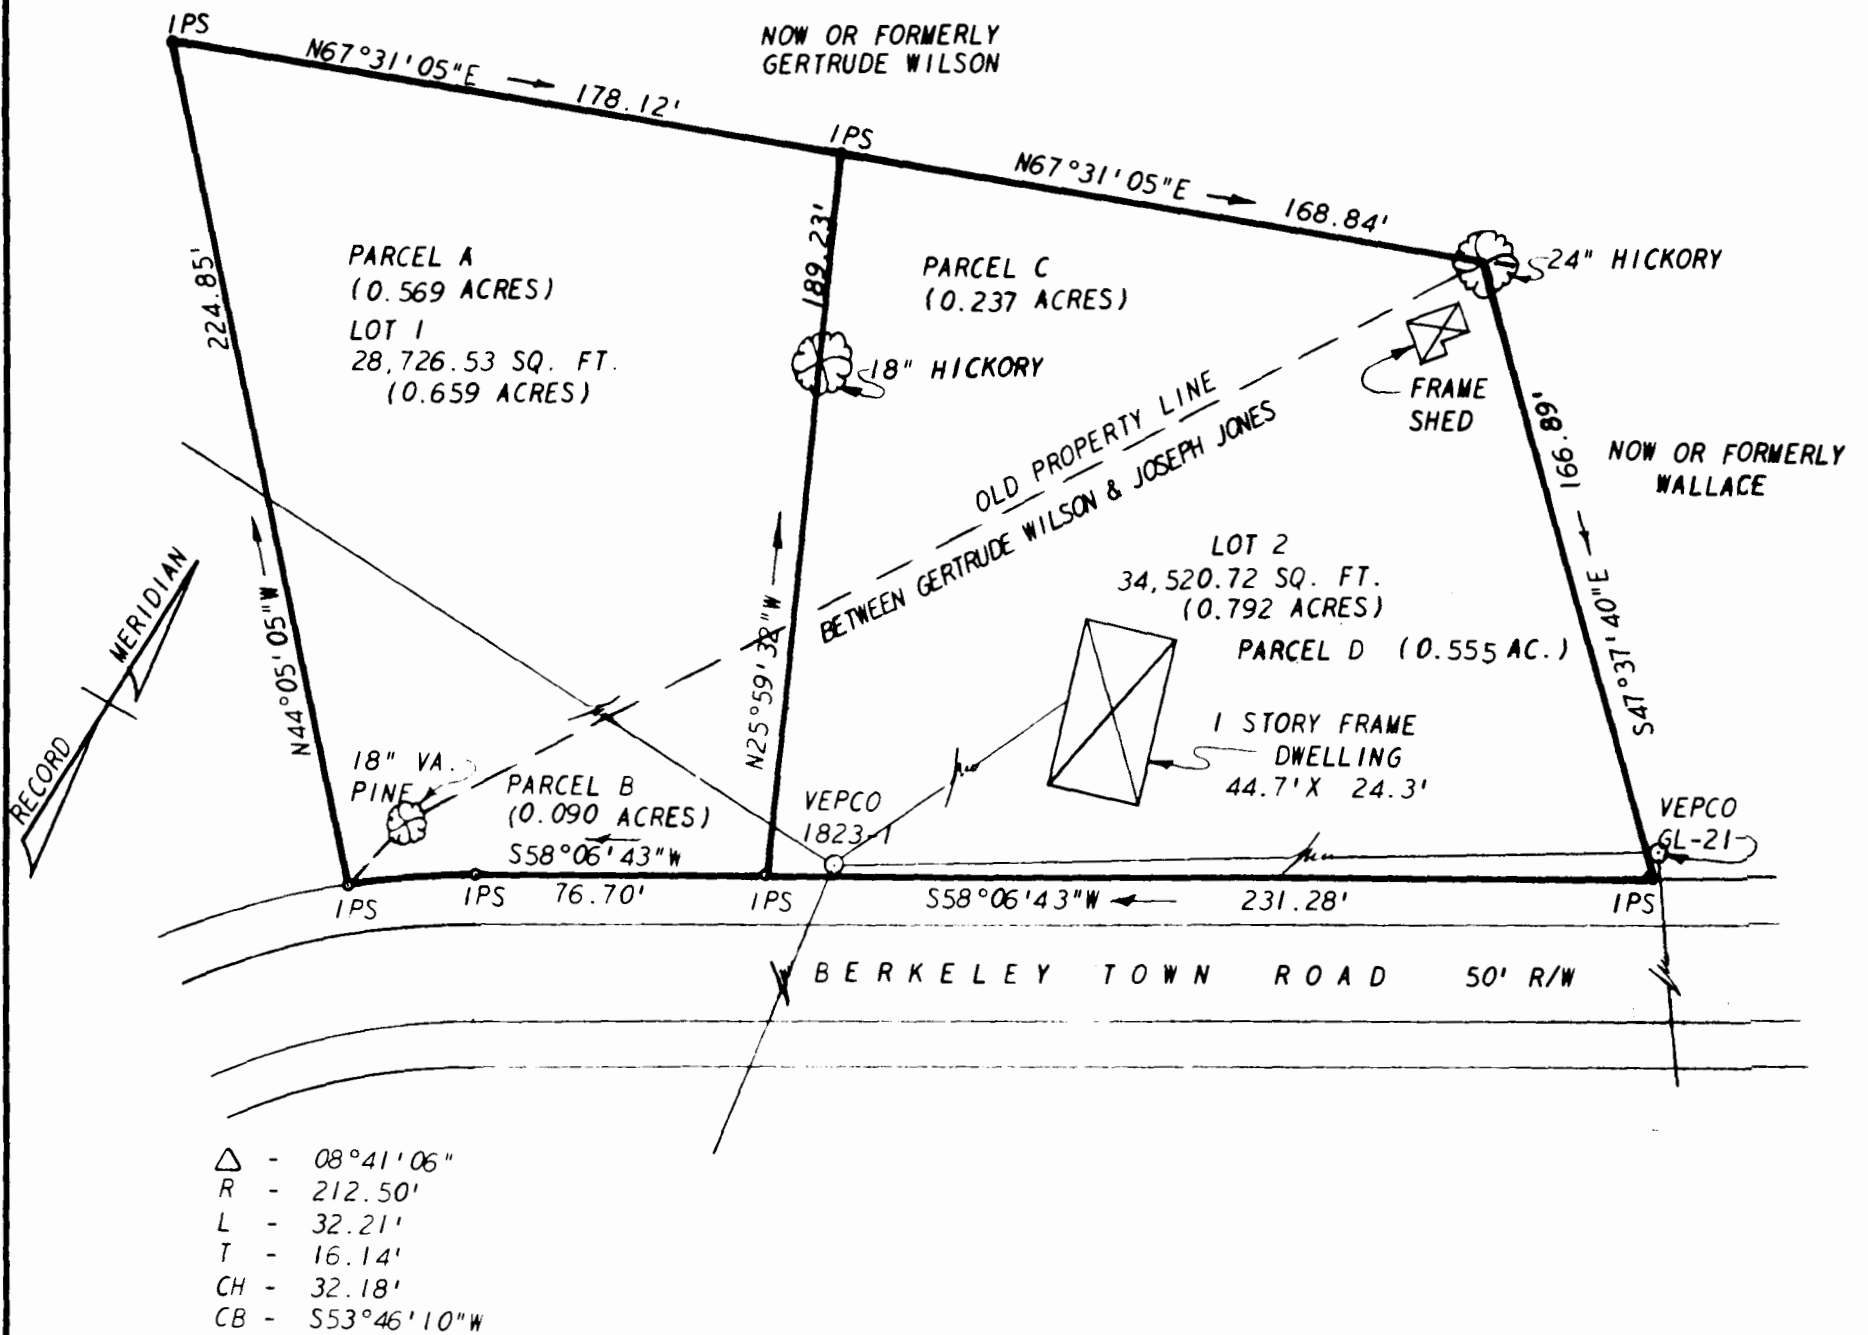 IPS
NOW OR FORMERLY
GERTRUDE WILSON
N67°31'05"E
178.12'
IPS
N67°31'05"E
168.84'
24" HICKORY
224.85'
N44°05'05"W
PARCEL A
(0.569 ACRES)
LOT 1
28,726.53 SQ. FT.
(0.659 ACRES)
189.23'
N25°59'32"W
18" HICKORY
PARCEL C
(0.237 ACRES)
FRAME
SHED
166.89'
S47°37'40"E
NOW OR FORMERLY
WALLACE
OLD PROPERTY LINE
BETWEEN GERTRUDE WILSON & JOSEPH JONES
LOT 2
34,520.72 SQ. FT.
(0.792 ACRES)
PARCEL D (0.555 AC.)
1 STORY FRAME
DWELLING
44.7' X 24.3'
RECORD MERIDIAN
18" VA.
PINE
PARCEL B
(0.090 ACRES)
S58°06'43"W
76.70'
VEPCO
1823-1
VEPCO
GL-21
IPS
IPS
IPS
S58°06'43"W
231.28'
IPS
BERKELEY TOWN ROAD 50' R/W
Δ - 08°41'06"
R - 212.50'
L - 32.21'
T - 16.14'
CH - 32.18'
CB - S53°46'10"W